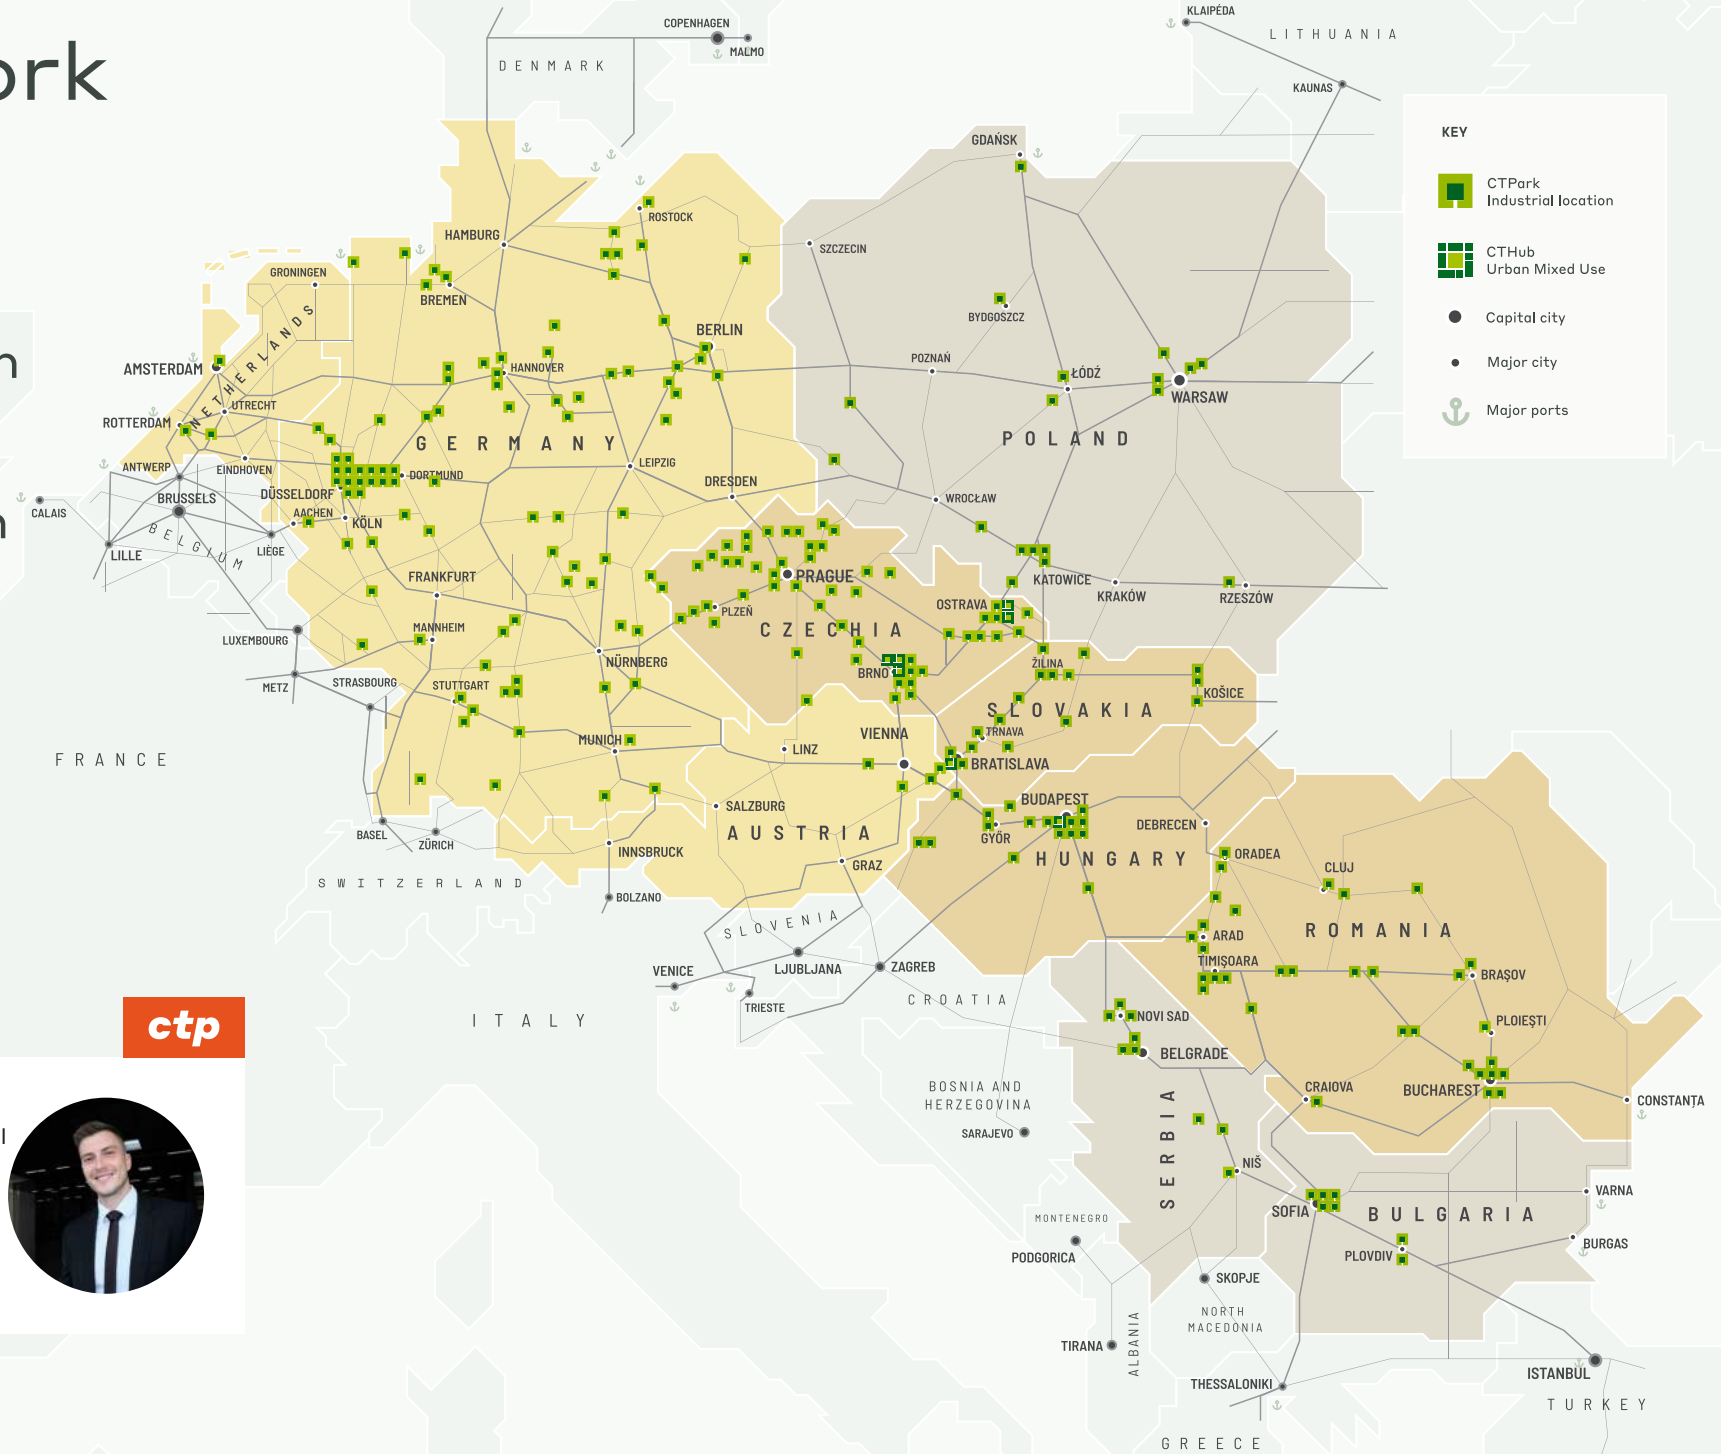 ork
n
n
ctp
l
KEY
CTPark
Industrial location
CTHub
Urban Mixed Use
Capital city
Major city
Major ports
COPENHAGEN
MALMO
DENMARK
KLAIPÉDA
LITHUANIA
KAUNAS
GDAŃSK
ROSTOCK
HAMBURG
SZCZECIN
GRONINGEN
BREMEN
BYDGOSZCZ
BERLIN
NETHERLANDS
AMSTERDAM
HANNOVER
POZNAŃ
ŁÓDŹ
WARSAW
UTRECHT
ROTTERDAM
GERMANY
POLAND
ANTWERP
EINDHOVEN
DORTMUND
LEIPZIG
DRESDEN
BRUSSELS
DÜSSELDORF
WROCŁAW
CALAIS
AACHEN
KÖLN
BELGIUM
LILLE
LIÈGE
FRANKFURT
PRAGUE
KATOWICE
KRAKÓW
RZESZÓW
PLZEŇ
OSTRAVA
CZECHIA
LUXEMBOURG
MANNHEIM
NÜRNBERG
BRNO
ŽILINA
METZ
STRASBOURG
STUTTGART
KOŠICE
SLOVAKIA
TRNAVA
MUNICH
LINZ
VIENNA
FRANCE
BRATISLAVA
SALZBURG
BUDAPEST
BASEL
ZÜRICH
AUSTRIA
GYÖR
DEBRECEN
INNSBRUCK
GRAZ
HUNGARY
ORADEA
CLUJ
SWITZERLAND
BOLZANO
SLOVENIA
ROMANIA
ARAD
TIMIȘOARA
VENICE
LJUBLJANA
ZAGREB
BRAȘOV
TRIESTE
CROATIA
NOVI SAD
ITALY
PLOIEȘTI
BELGRADE
BOSNIA AND
HERZEGOVINA
CRAIOVA
BUCHAREST
CONSTANȚA
SARAJEVO
SERBIA
NIŠ
VARNA
SOFIA
BULGARIA
MONTENEGRO
PODGORICA
PLOVDIV
BURGAS
SKOPJE
NORTH
MACEDONIA
TIRANA
ALBANIA
THESSALONIKI
ISTANBUL
TURKEY
GREECE